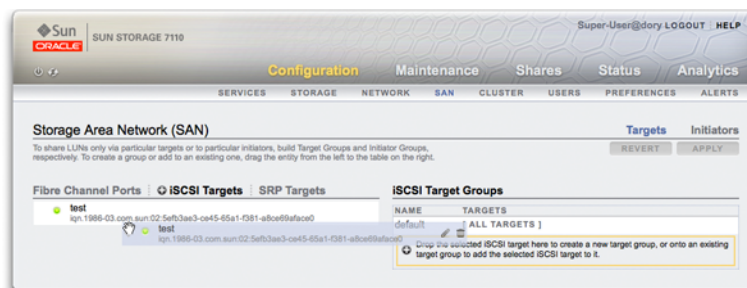 Sun
ORACLE
SUN STORAGE 7110
Super-User@dory LOGOUT HELP
Configuration Maintenance Shares Status Analytics
SERVICES STORAGE NETWORK SAN CLUSTER USERS PREFERENCES ALERTS
Storage Area Network (SAN)
Targets Initiators
To share LUNs only via particular targets or to particular initiators, build Target Groups and Initiator Groups,
respectively. To create a group or add to an existing one, drag the entity from the left to the table on the right.
REVERT APPLY
Fibre Channel Ports iSCSI Targets SRP Targets
test
iqn.1986-03.com.sun:02:5efb3ae3-ce45-65a1-f381-a8ce69aface0
test
iqn.1986-03.com.sun:02:5efb3ae3-ce45-65a1-f381-a8ce69aface0
iSCSI Target Groups
NAME TARGETS
default [ ALL TARGETS ]
Drop the selected iSCSI target here to create a new target group, or onto an existing
target group to add the selected iSCSI target to it.